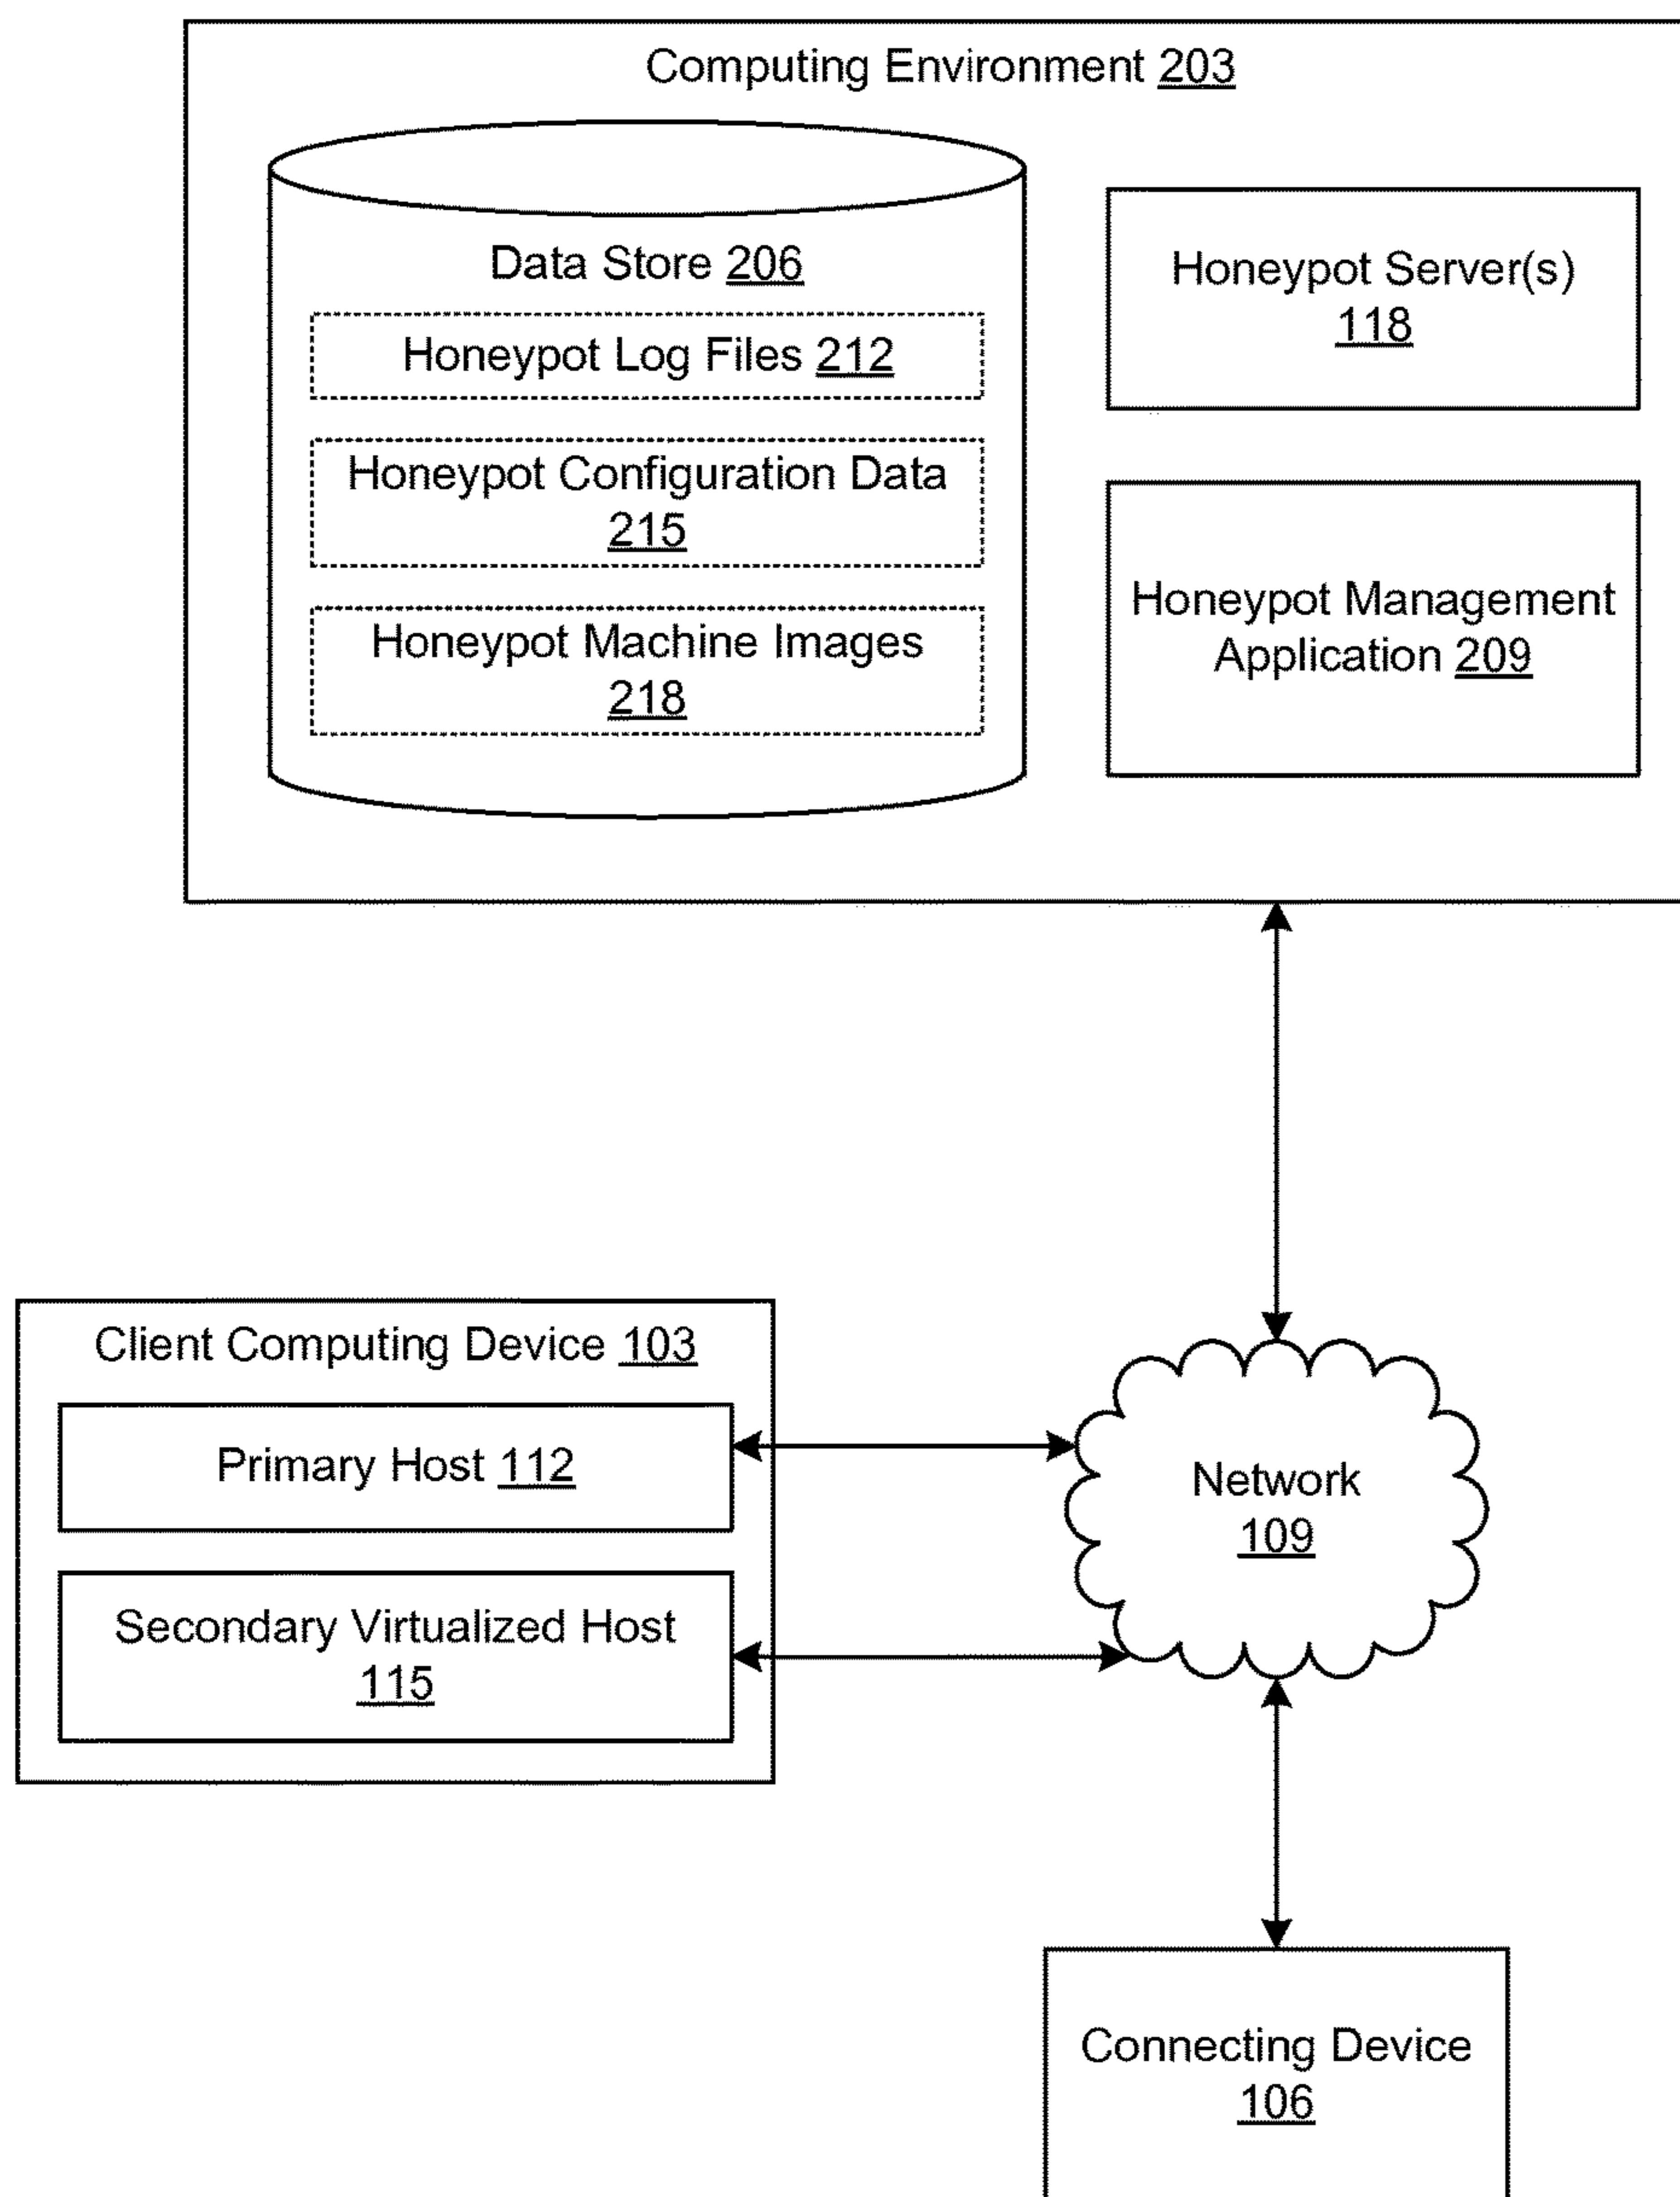 Computing Environment 203
Data Store 206
Honeypot Log Files 212
Honeypot Configuration Data
215
Honeypot Machine Images
218
Honeypot Server(s)
118
Honeypot Management
Application 209
Client Computing Device 103
Primary Host 112
Secondary Virtualized Host
115
Network
109
Connecting Device
106